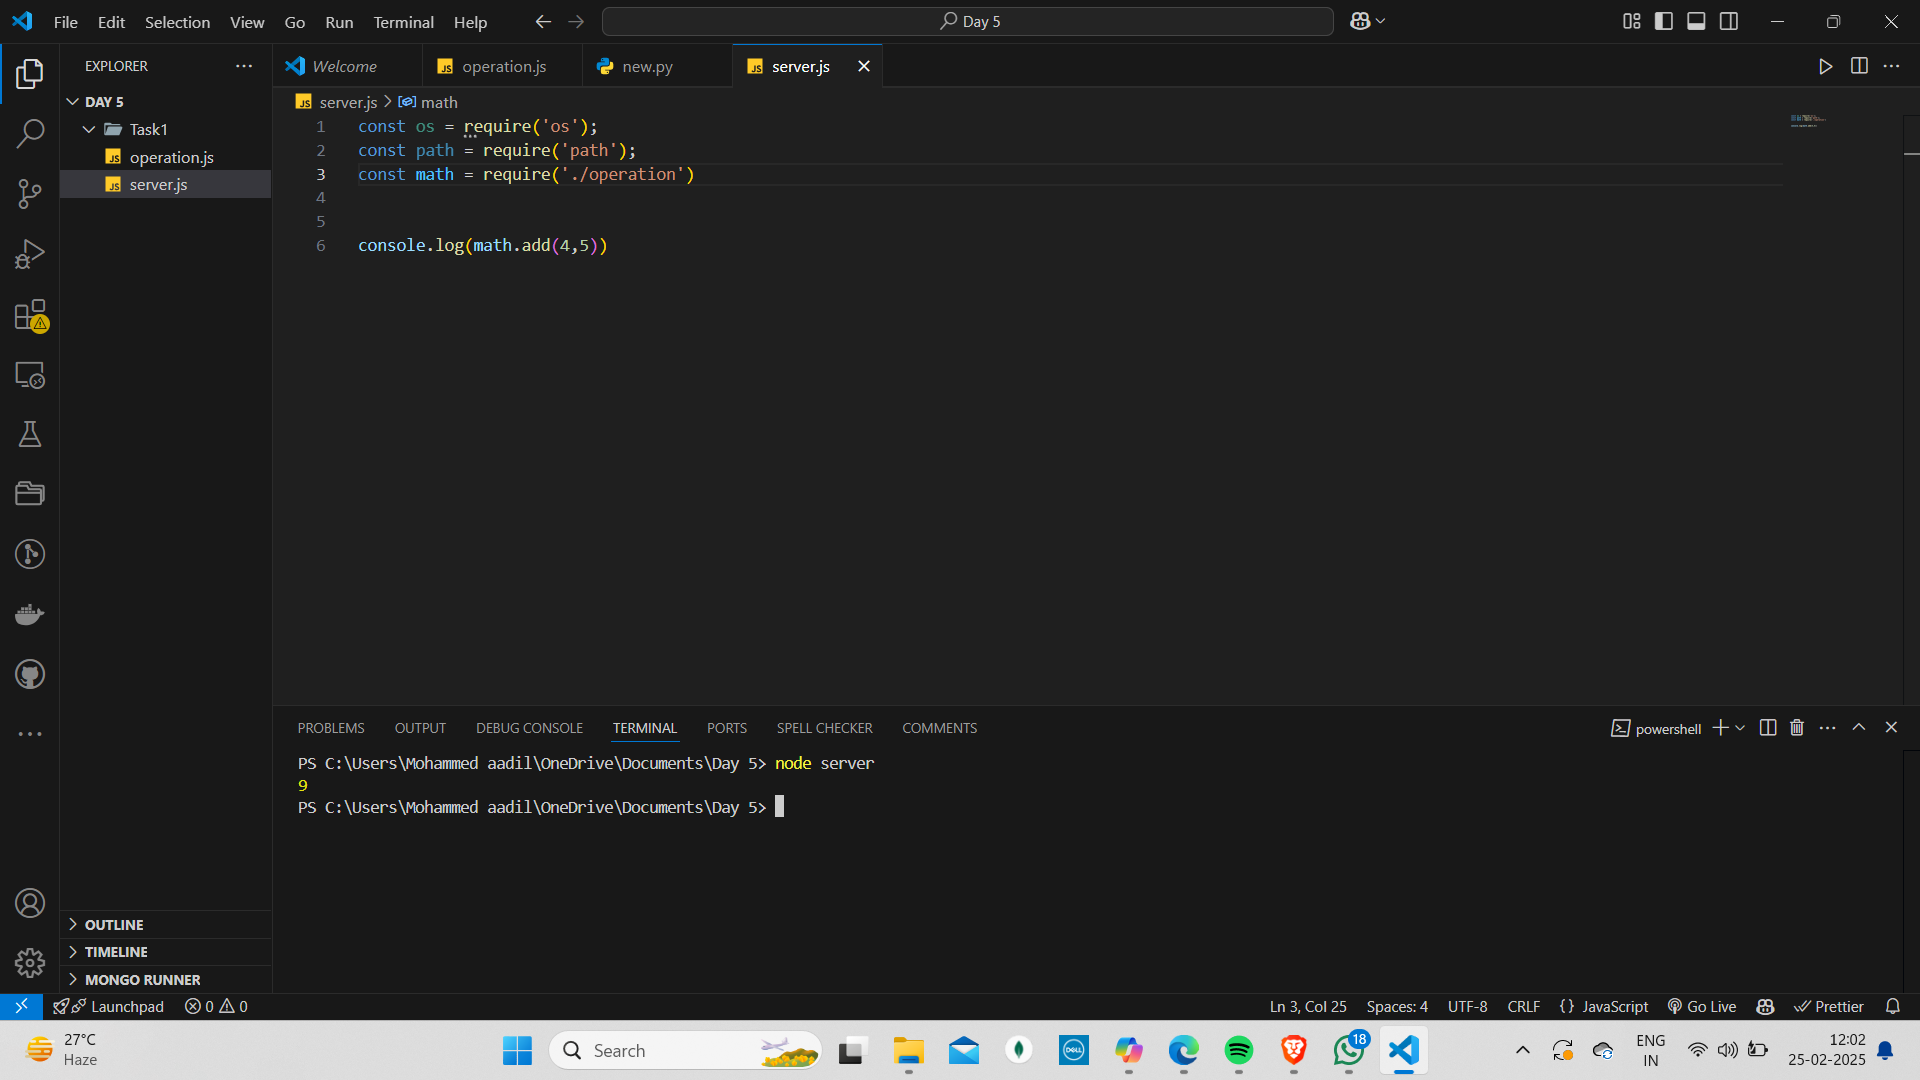 File Edit Selection View Go Run Terminal Help
Day 5
EXPLORER
Welcome
operation.js
new.py
server.js
DAY 5
Task1
operation.js
server.js
server.js > math
1 const os = require('os');
2 const path = require('path');
3 const math = require('./operation')
4
5
6 console.log(math.add(4,5))
PROBLEMS OUTPUT DEBUG CONSOLE TERMINAL PORTS SPELL CHECKER COMMENTS
powershell
PS C:\Users\Mohammed aadil\OneDrive\Documents\Day 5> node server
9
PS C:\Users\Mohammed aadil\OneDrive\Documents\Day 5>
OUTLINE
TIMELINE
MONGO RUNNER
Launchpad 0 0
Ln 3, Col 25 Spaces: 4 UTF-8 CRLF {} JavaScript Go Live Prettier
27°C
Haze
Search
DELL
18
ENG
IN
12:02
25-02-2025